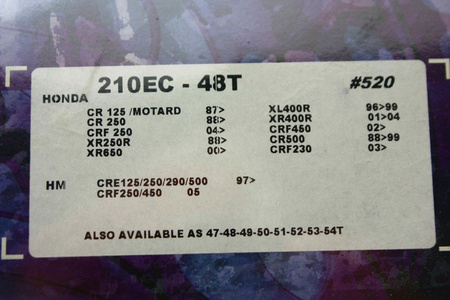 210EC - 48T #520
HONDA
CR 125 /MOTARD 87> XL400R 96>99
CR 250 88> XR400R 01>04
CRF 250 04> CRF450 02>
XR250R 88> CR500 88>99
XR650 00> CRF230 03>
HM CRE125/250/290/500 97>
CRF250/450 05
ALSO AVAILABLE AS 47-48-49-50-51-52-53-54T